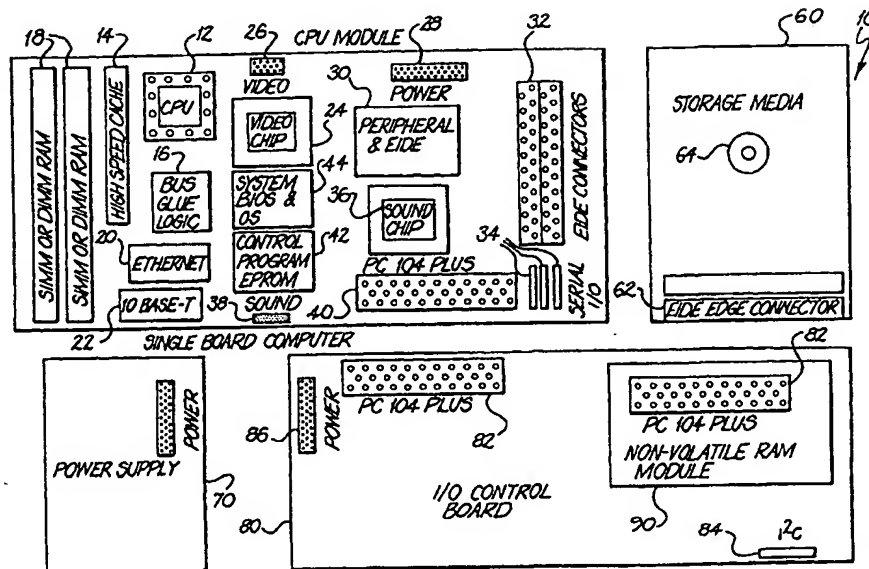 CPU MODULE
10
18
14
12
26
28
32
60
SIMM OR DIMM RAM
SIMM OR DIMM RAM
HIGH SPEED CACHE
CPU
VIDEO
24
VIDEO CHIP
POWER
30
PERIPHERAL & EIDE
EIDE CONNECTORS
STORAGE MEDIA
64
16
BUS GLUE LOGIC
44
SYSTEM BIOS & OS
36
SOUND CHIP
20
ETHERNET
42
CONTROL PROGRAM EPROM
34
PC 104 PLUS
22
10 BASE-T
38
SOUND
40
SERIAL I/O
62
EIDE EDGE CONNECTOR
SINGLE BOARD COMPUTER
POWER
POWER SUPPLY
70
86
POWER
PC 104 PLUS
82
82
PC 104 PLUS
NON-VOLATILE RAM MODULE
I/O CONTROL BOARD
80
90
84
I²C